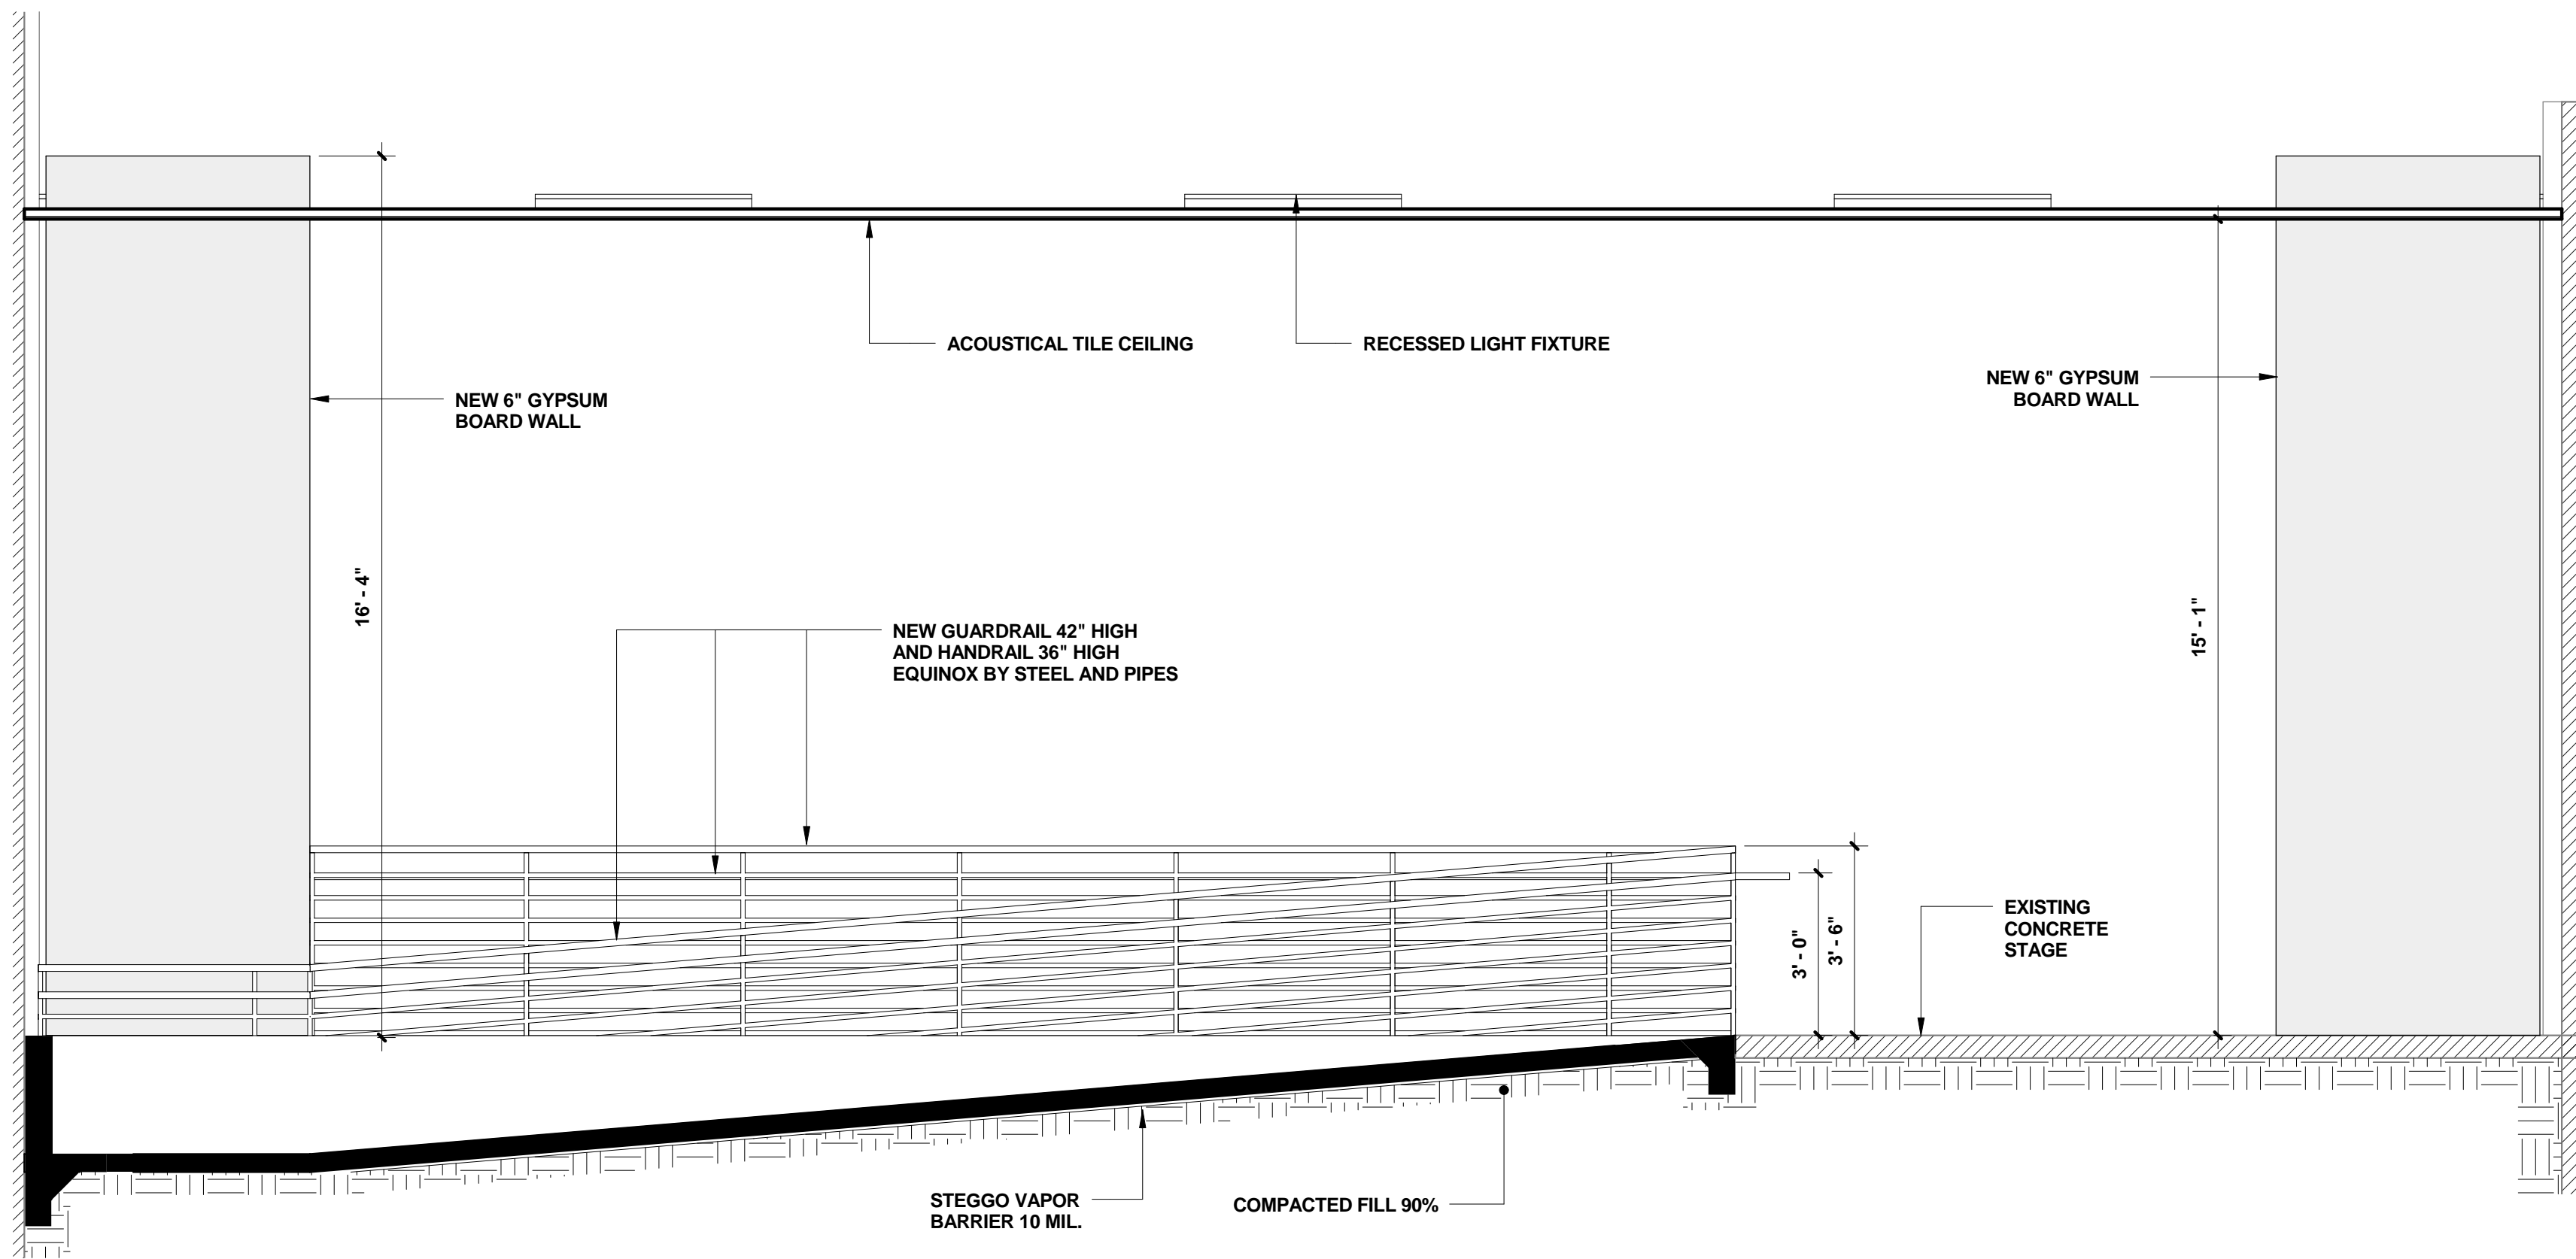 ACOUSTICAL TILE CEILING
RECESSED LIGHT FIXTURE
NEW 6" GYPSUM
BOARD WALL
NEW 6" GYPSUM
BOARD WALL
16' - 4"
15' - 1"
NEW GUARDRAIL 42" HIGH
AND HANDRAIL 36" HIGH
EQUINOX BY STEEL AND PIPES
3' - 0"
3' - 6"
EXISTING
CONCRETE
STAGE
STEGGO VAPOR
BARRIER 10 MIL.
COMPACTED FILL 90%